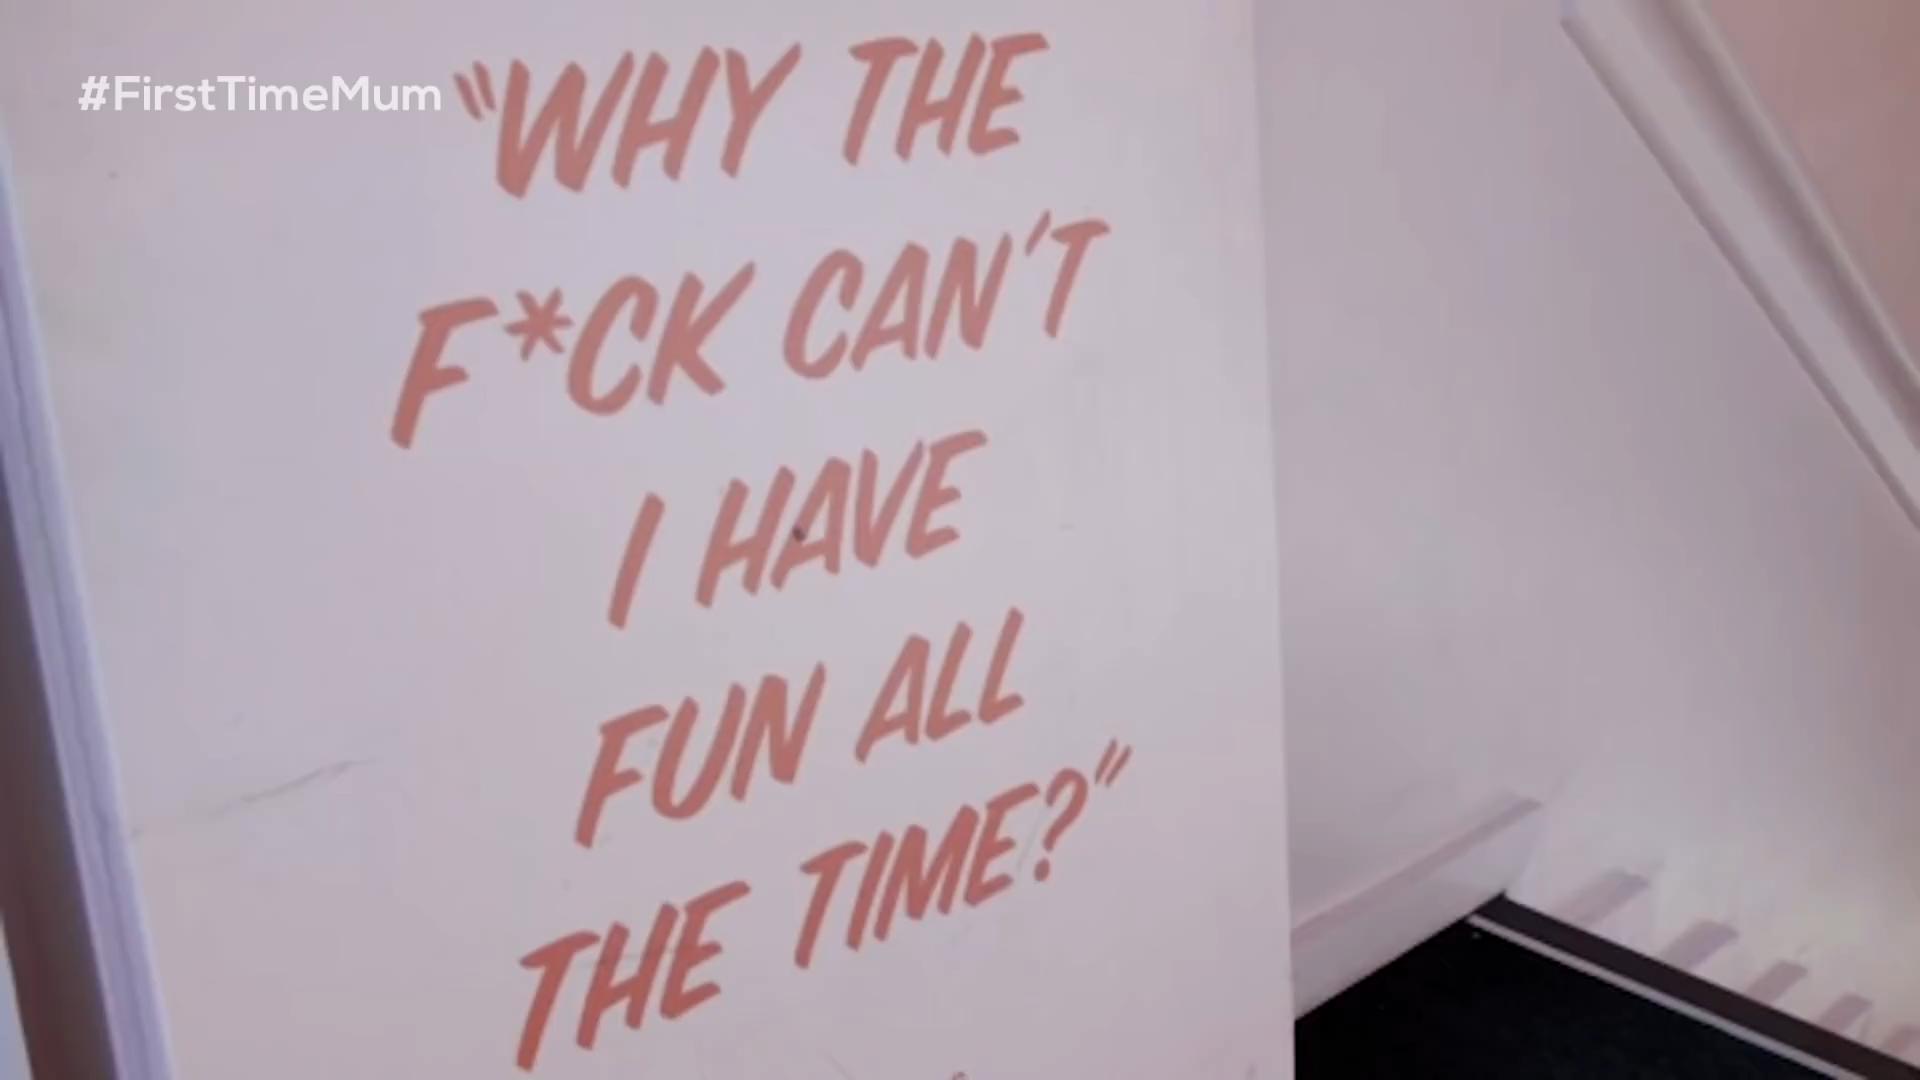 #FirstTimeMum
"WHY THE
F*CK CAN'T
I HAVE
FUN ALL
THE TIME?"